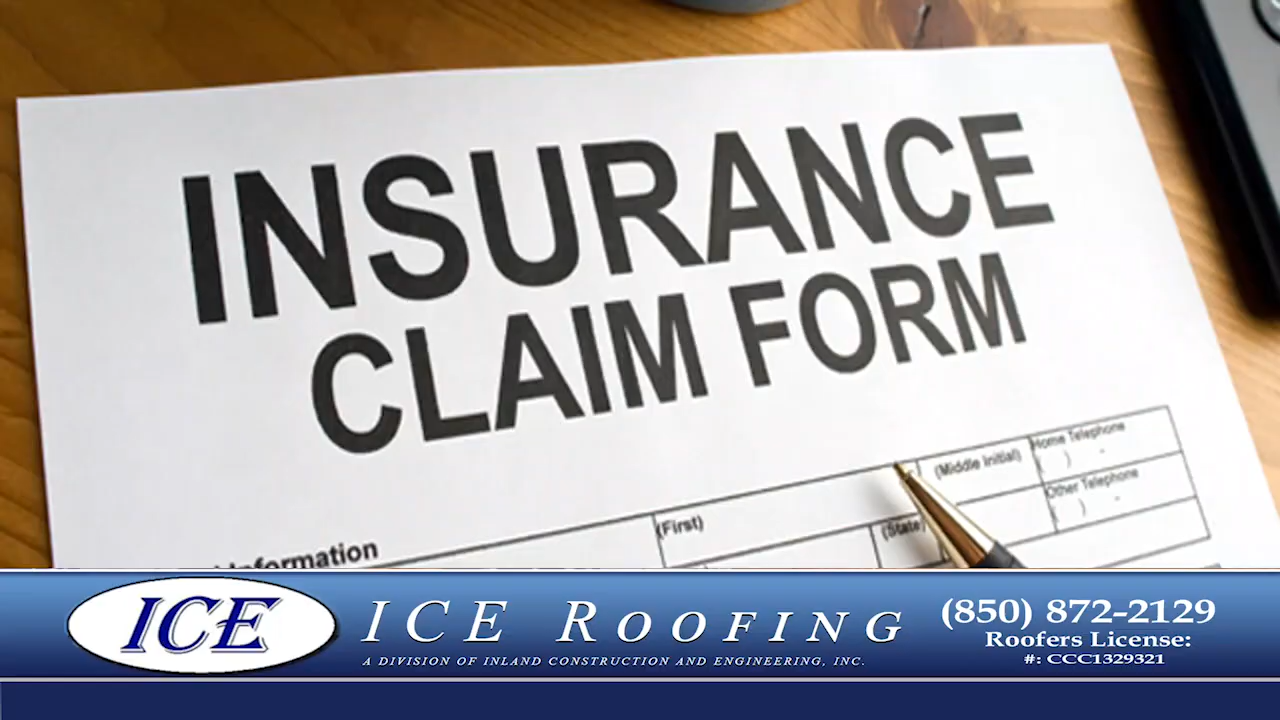 INSURANCE
CLAIM FORM
Information
(First)
(Middle Initial)
Home Telephone
( ) -
(State)
Other Telephone
( ) -
ICE
ICE ROOFING
A DIVISION OF INLAND CONSTRUCTION AND ENGINEERING, INC.
(850) 872-2129
Roofers License:
#: CCC1329321